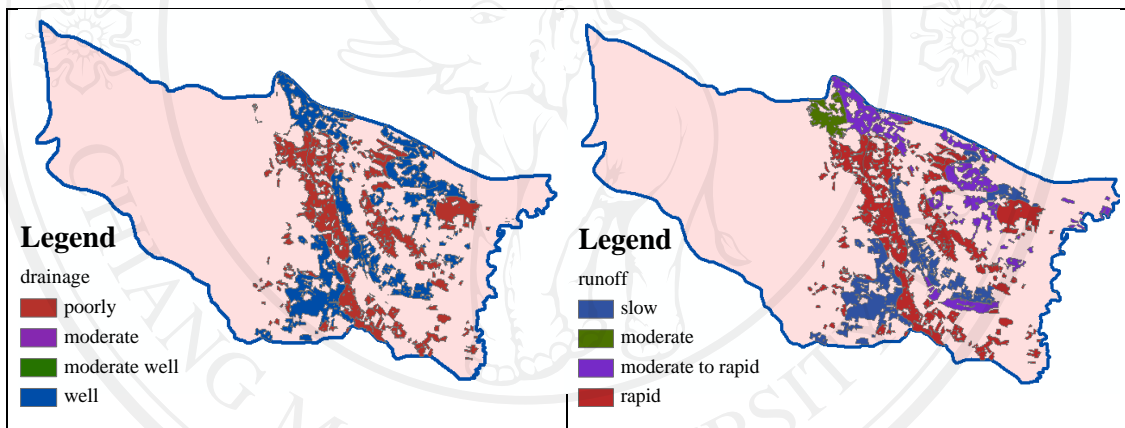 Legend
drainage
poorly
moderate
moderate well
well
Legend
runoff
slow
moderate
moderate to rapid
rapid